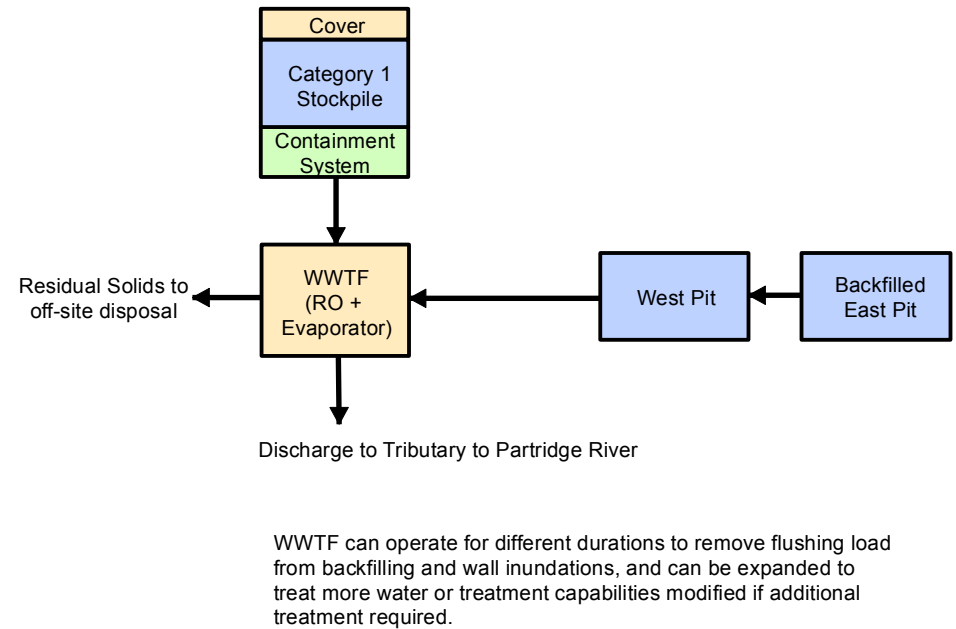 Cover
Category 1
Stockpile
Containment
System
Residual Solids to
off-site disposal
WWTF
(RO +
Evaporator)
West Pit
Backfilled
East Pit
Discharge to Tributary to Partridge River
WWTF can operate for different durations to remove flushing load
from backfilling and wall inundations, and can be expanded to
treat more water or treatment capabilities modified if additional
treatment required.